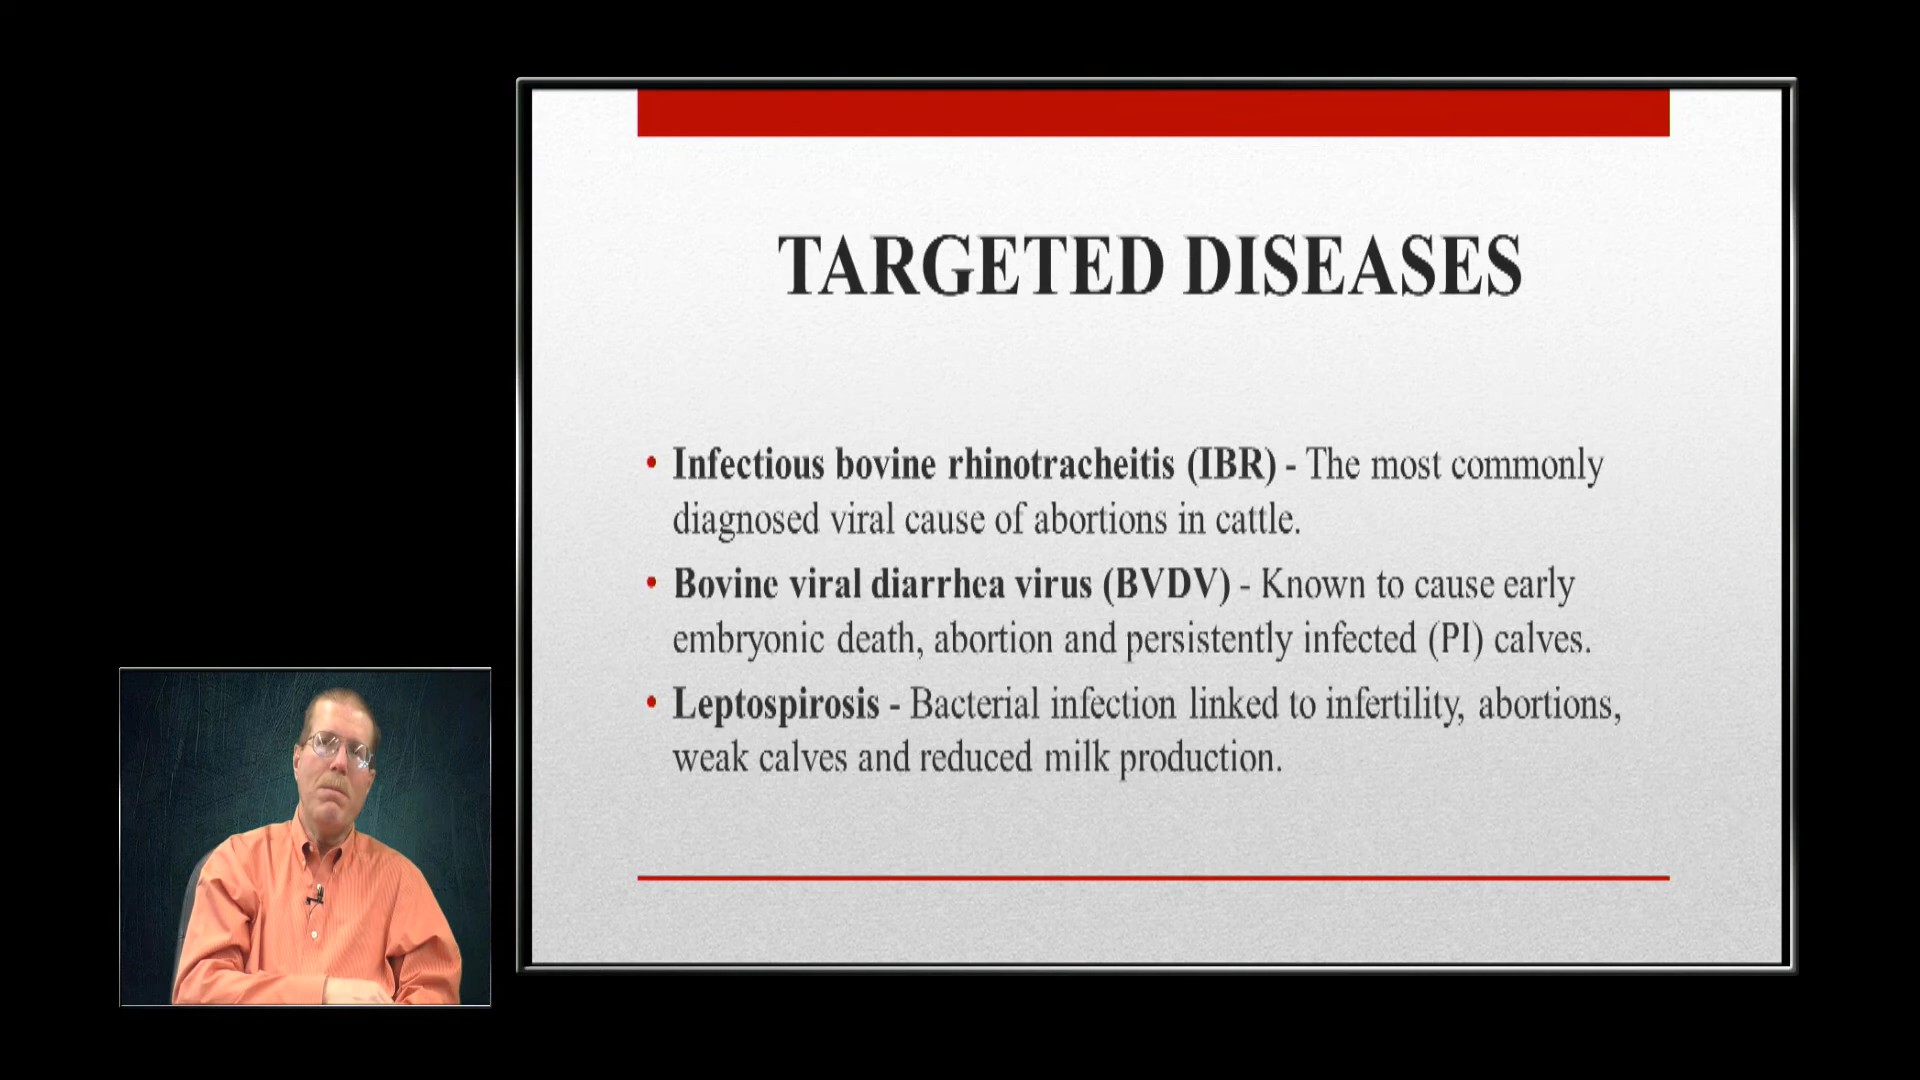 TARGETED DISEASES
• Infectious bovine rhinotracheitis (IBR) - The most commonly
diagnosed viral cause of abortions in cattle.
• Bovine viral diarrhea virus (BVDV) - Known to cause early
embryonic death, abortion and persistently infected (PI) calves.
• Leptospirosis - Bacterial infection linked to infertility, abortions,
weak calves and reduced milk production.